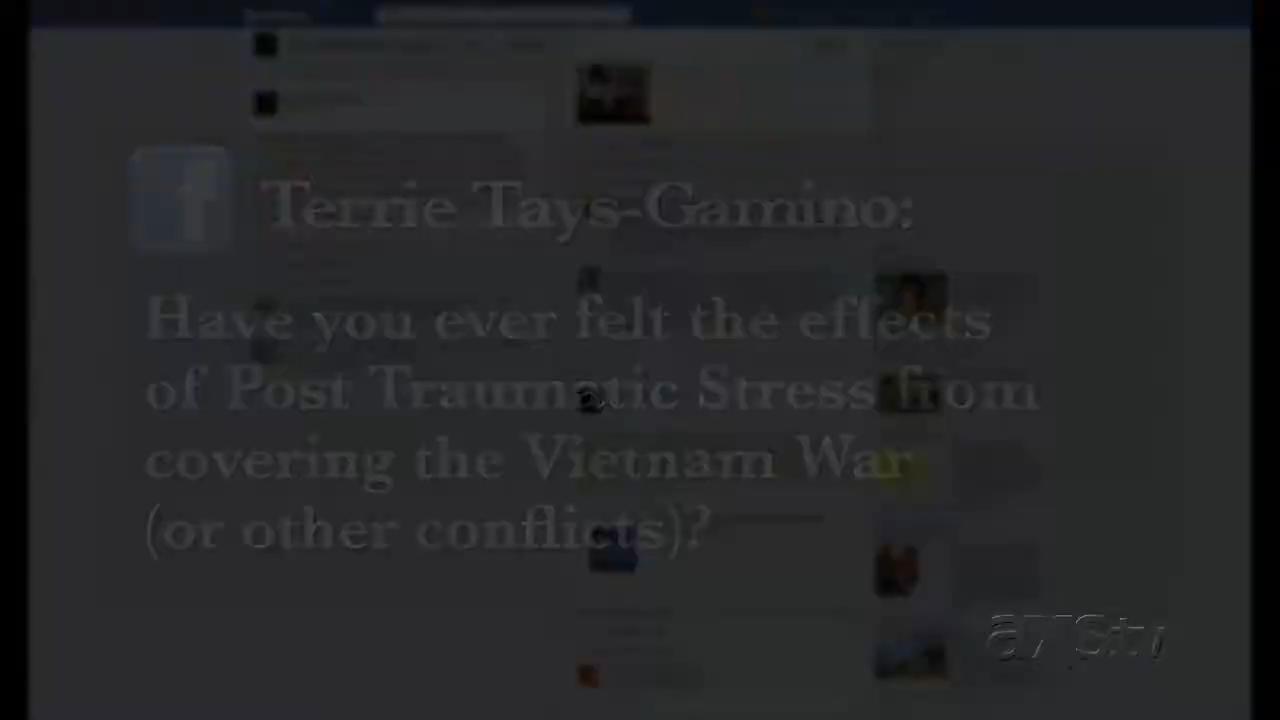 Terrie Tays-Gamino:
Have you ever felt the effects
of Post Traumatic Stress from
covering the Vietnam War
(or other conflicts)?